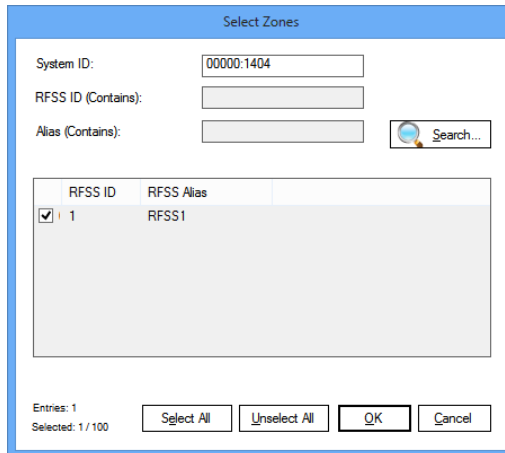 Select Zones
System ID: 00000:1404
RFSS ID (Contains):
Alias (Contains): Search...
RFSS ID RFSS Alias
1 RFSS1
Entries: 1
Selected: 1 / 100
Select All Unselect All OK Cancel